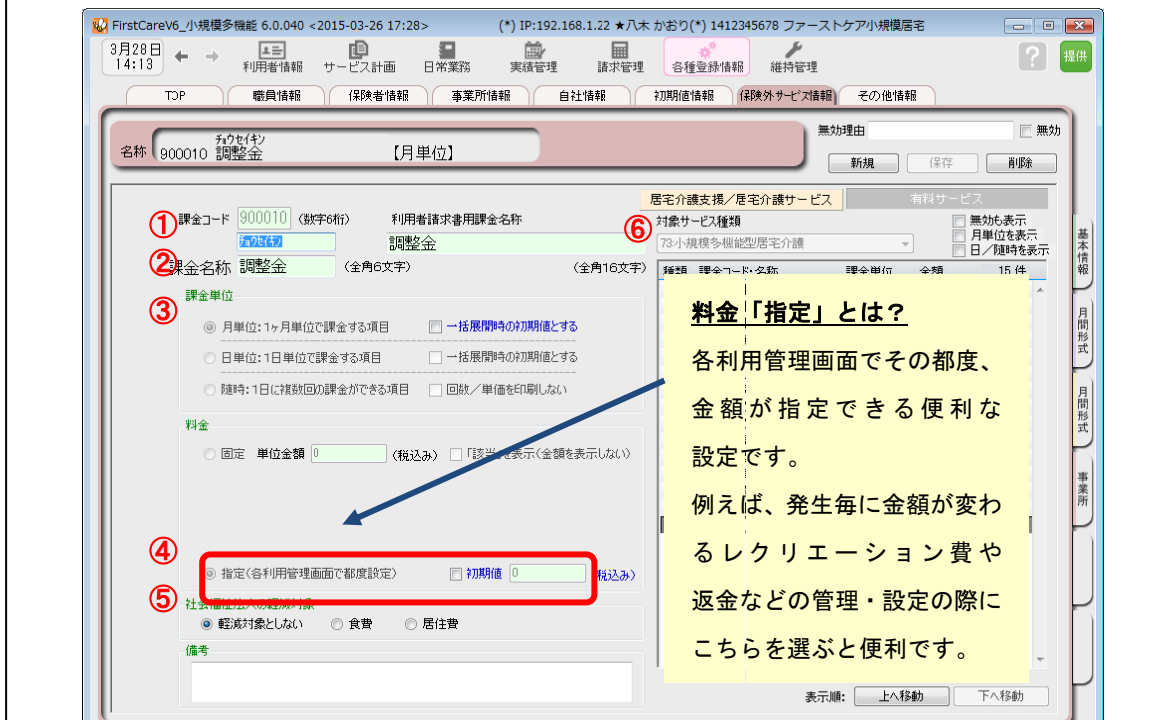 FirstCareV6_小規模多機能 6.0.040 <2015-03-26 17:28> (*) IP:192.168.1.22 ★八木 かおり(*) 1412345678 ファーストケア小規模居宅
3月28日
14:13
利用者情報 サービス計画 日常業務 実績管理 請求管理 各種登録情報 維持管理
? 提供
TOP 職員情報 保険者情報 事業所情報 自社情報 初期値情報 保険外サービス情報 その他情報
無効理由 無効
名称 900010 チョウセイキン
調整金 【月単位】
新規 保存 削除
居宅介護支援/居宅介護サービス 有料サービス
① 課金コード 900010 (数字6桁) 利用者請求書用課金名称
チョウセイキン 調整金
② 課金名称 調整金 (全角6文字) (全角16文字)
⑥ 対象サービス種類
無効も表示
月単位を表示
日/随時を表示
73:小規模多機能型居宅介護
種類 課金コード・名称 課金単位 金額 15 件
③ 課金単位
月単位:1ヶ月単位で課金する項目 一括展開時の初期値とする
日単位:1日単位で課金する項目 一括展開時の初期値とする
随時:1日に複数回の課金ができる項目 回数/単価を印刷しない
料金
固定 単位金額 0 (税込み) 「該当」を表示(金額を表示しない)
④ 指定(各利用管理画面で都度設定) 初期値 0 税込み)
⑤ 社会福祉法人の軽減対象
軽減対象としない 食費 居住費
備考
料金「指定」とは?
各利用管理画面でその都度、
金額が指定できる便利な
設定です。
例えば、発生毎に金額が変わ
るレクリエーション費や
返金などの管理・設定の際に
こちらを選ぶと便利です。
表示順: 上へ移動 下へ移動
基本情報
月間形式
月間形式
事業所